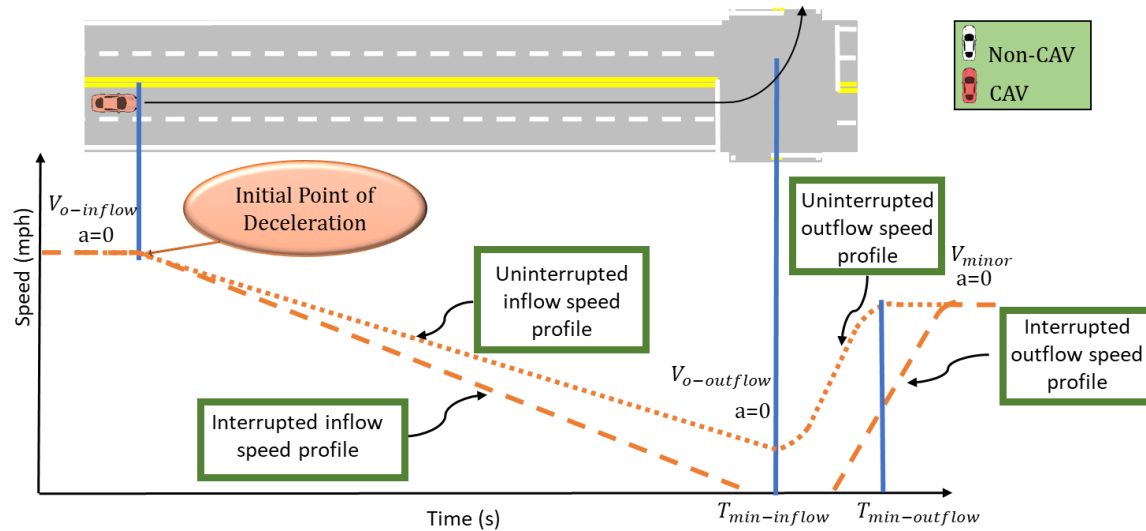 Non-CAV
CAV
Initial Point of
Deceleration
V_{o-inflow}
a=0
Speed (mph)
Uninterrupted
inflow speed
profile
Interrupted inflow
speed profile
V_{o-outflow}
a=0
Uninterrupted
outflow speed
profile
V_{minor}
a=0
Interrupted
outflow speed
profile
T_{min-inflow}
T_{min-outflow}
Time (s)